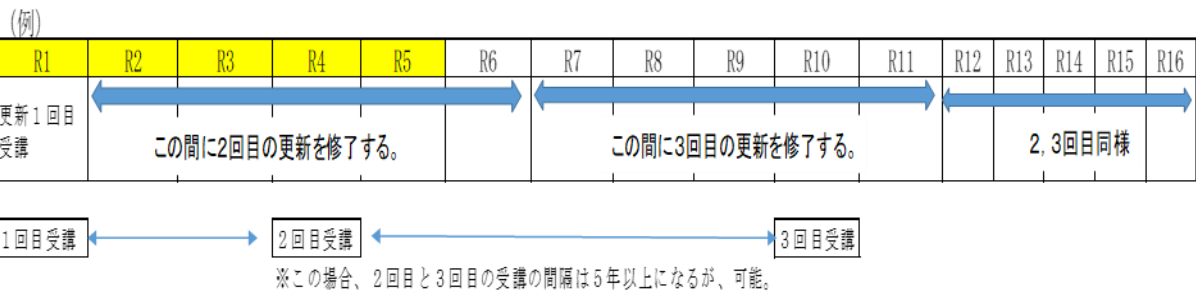 (例)
R1 R2 R3 R4 R5 R6 R7 R8 R9 R10 R11 R12 R13 R14 R15 R16
更新1回目
受講
この間に2回目の更新を修了する。 この間に3回目の更新を修了する。 2,3回目同様
1回目受講 2回目受講 3回目受講
※この場合、2回目と3回目の受講の間隔は5年以上になるが、可能。